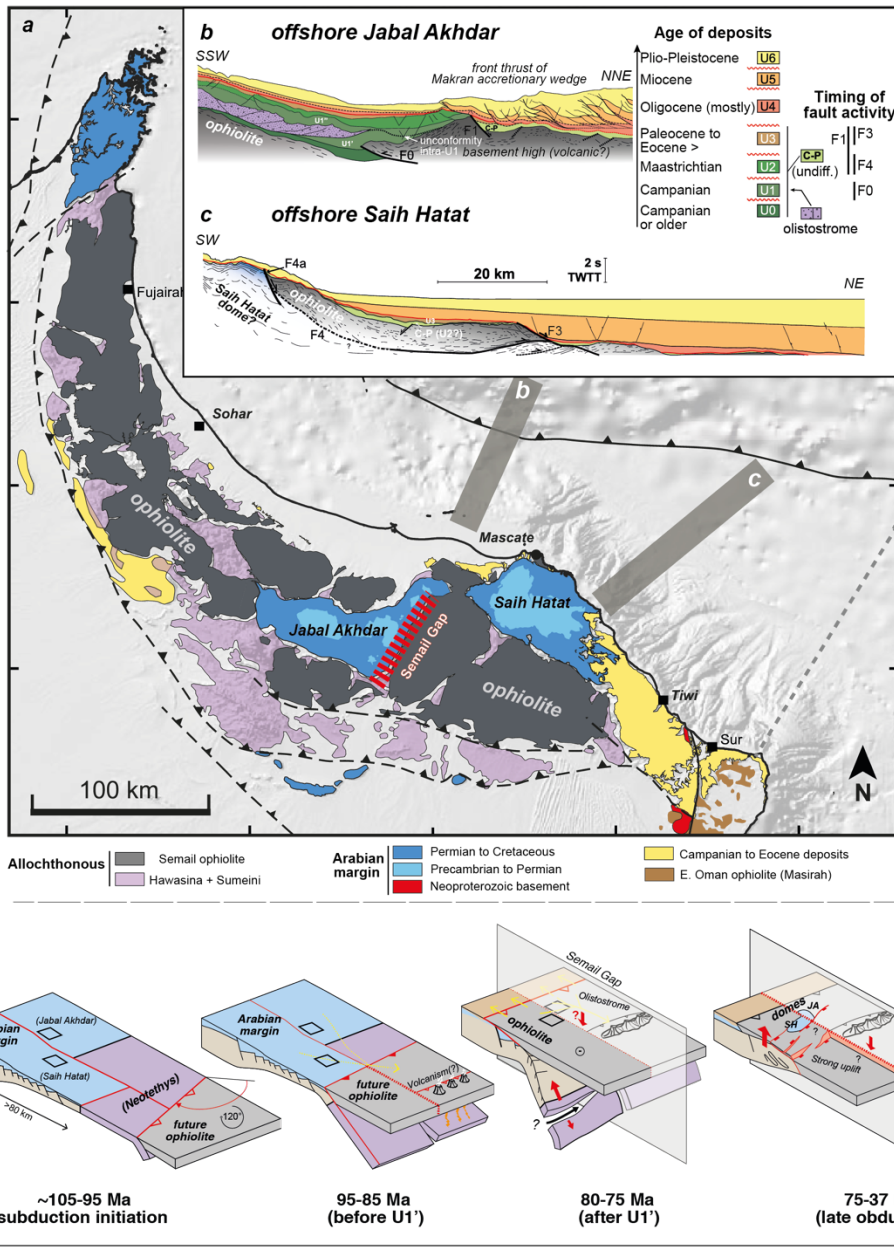 a
b offshore Jabal Akhdar
SSW
front thrust of
Makran accretionary wedge
NNE
ophiolite
U1''
U1'
F1
C-P
unconformity
intra-U1
F0
basement high (volcanic?)
Age of deposits
Plio-Pleistocene U6
Miocene U5
Oligocene (mostly) U4
Paleocene to
Eocene > U3
Maastrichtian U2
Campanian U1
Campanian
or older U0
C-P
(undiff.)
olistostrome
Timing of
fault activity
F1 F3
F4
F0
c offshore Saih Hatat
SW
F4a
20 km
2 s
TWTT
NE
Saih Hatat
dome?
ophiolite
F4
?
U3
C-P (U2?)
F3
Fujairah
Sohar
b
c
ophiolite
Mascate
Jabal Akhdar
Semail Gap
Saih Hatat
ophiolite
Tiwi
Sur
100 km
N
Allochthonous
Semail ophiolite
Hawasina + Sumeini
Arabian
margin
Permian to Cretaceous
Precambrian to Permian
Neoproterozoic basement
Campanian to Eocene deposits
E. Oman ophiolite (Masirah)
bian
rgin
(Jabal Akhdar)
(Saih Hatat)
>80 km
(Neotethys)
future
ophiolite
120°
~105-95 Ma
subduction initiation
Arabian
margin
future
ophiolite
Volcanism(?)
?
95-85 Ma
(before U1')
Semail Gap
Olistostrome
?
ophiolite
?
80-75 Ma
(after U1')
domes
JA
SH
?
?
Strong uplift
75-37
(late obdu